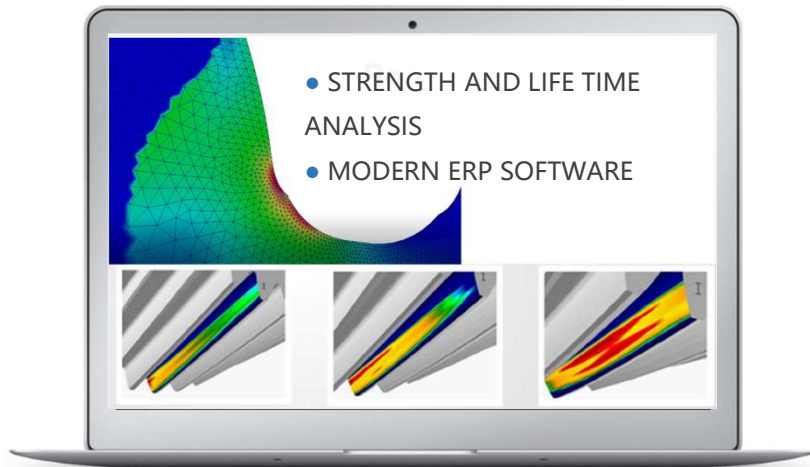 ● STRENGTH AND LIFE TIME
ANALYSIS
● MODERN ERP SOFTWARE